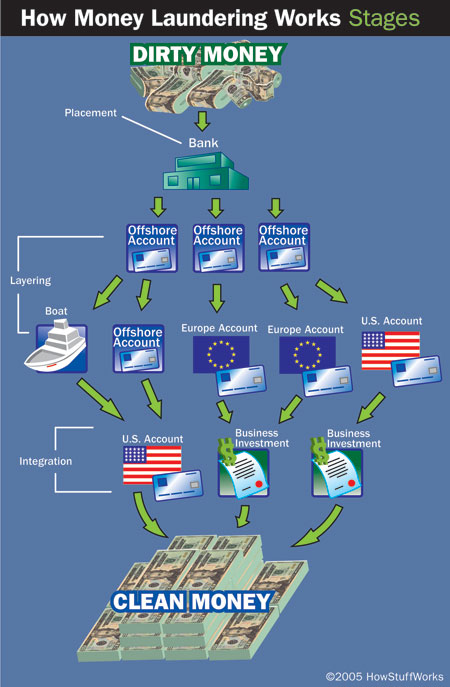 How Money Laundering Works Stages
DIRTY MONEY
Placement
Bank
Offshore
Account
Offshore
Account
Offshore
Account
Layering
Boat
Offshore
Account
Europe Account
Europe Account
U.S. Account
Integration
U.S. Account
Business
Investment
Business
Investment
CLEAN MONEY
©2005 HowStuffWorks